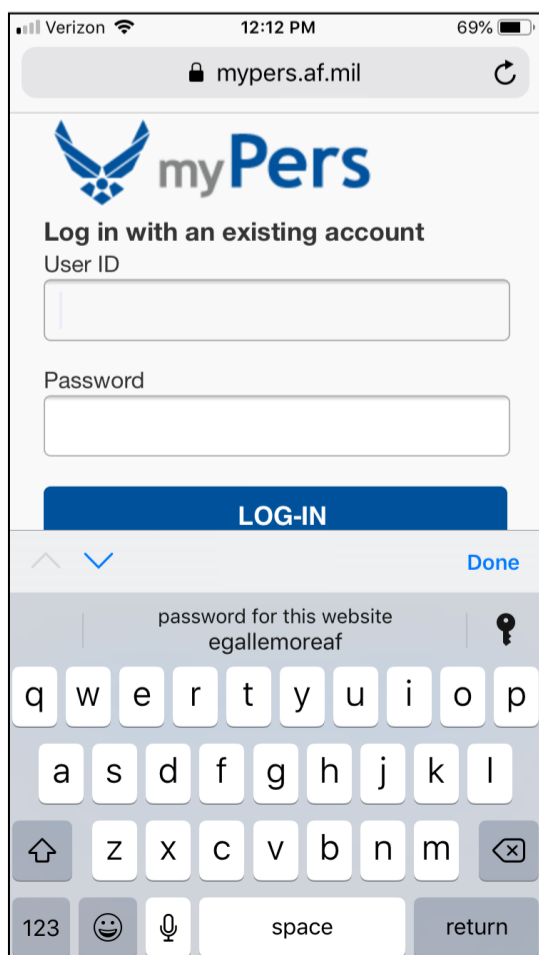 Verizon 12:12 PM 69%
mypers.af.mil
myPers
Log in with an existing account
User ID
Password
LOG-IN
Done
password for this website
egallemoreaf
q w e r t y u i o p
a s d f g h j k l
z x c v b n m
123 space return